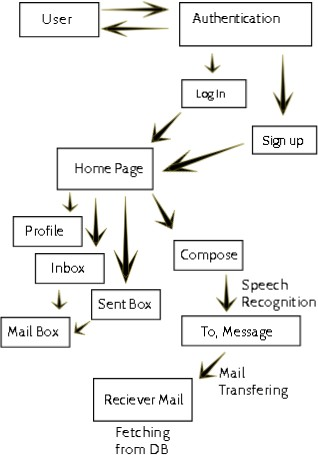 User
Authentication
Log In
Sign up
Home Page
Profile
Inbox
Compose
Sent Box
Speech
Recognition
Mail Box
To, Message
Mail
Transfering
Reciever Mail
Fetching
from DB